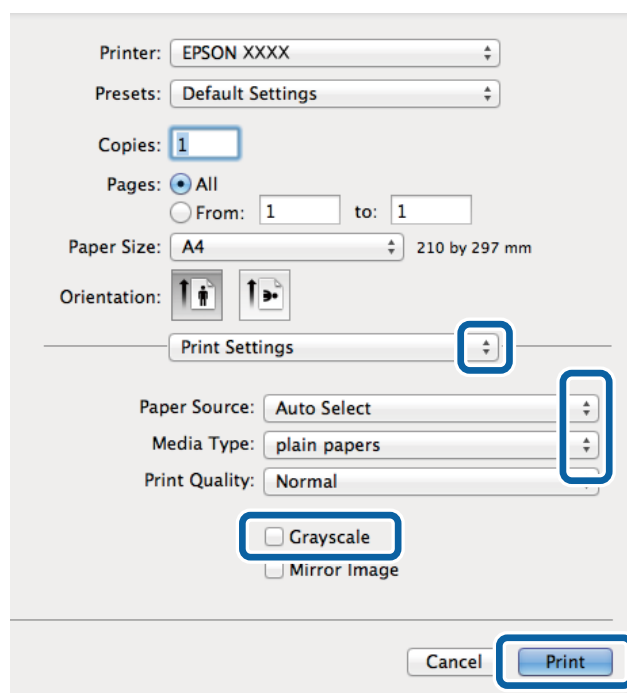 Printer: EPSON XXXX
Presets: Default Settings
Copies: 1
Pages: All
From: 1 to: 1
Paper Size: A4 210 by 297 mm
Orientation:
Print Settings
Paper Source: Auto Select
Media Type: plain papers
Print Quality: Normal
Grayscale
Mirror Image
Cancel Print